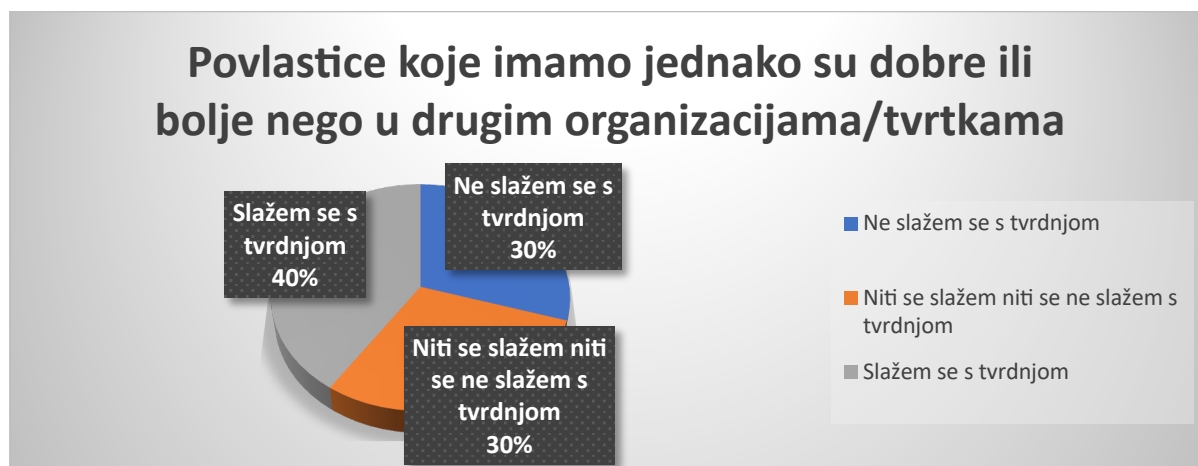 Povlastice koje imamo jednako su dobre ili
bolje nego u drugim organizacijama/tvrtkama
Slažem se s
tvrdnjom
40%
Ne slažem se s
tvrdnjom
30%
Niti se slažem niti
se ne slažem s
tvrdnjom
30%
Ne slažem se s tvrdnjom
Niti se slažem niti se ne slažem s
tvrdnjom
Slažem se s tvrdnjom